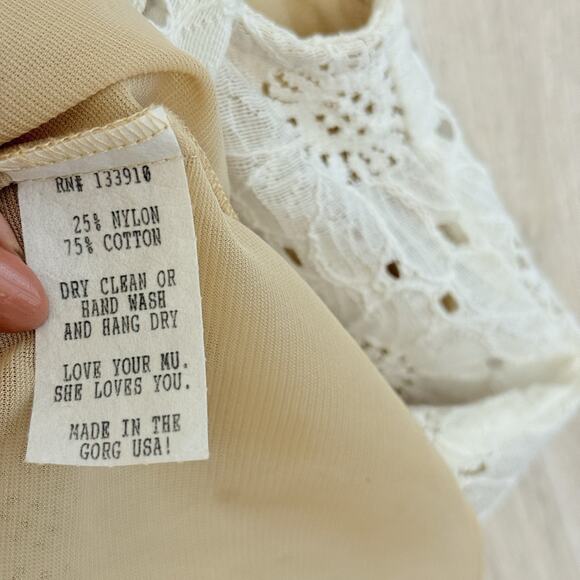 RN# 133910
25% NYLON
75% COTTON
DRY CLEAN OR
HAND WASH
AND HANG DRY
LOVE YOUR MU.
SHE LOVES YOU.
MADE IN THE
GORG USA!